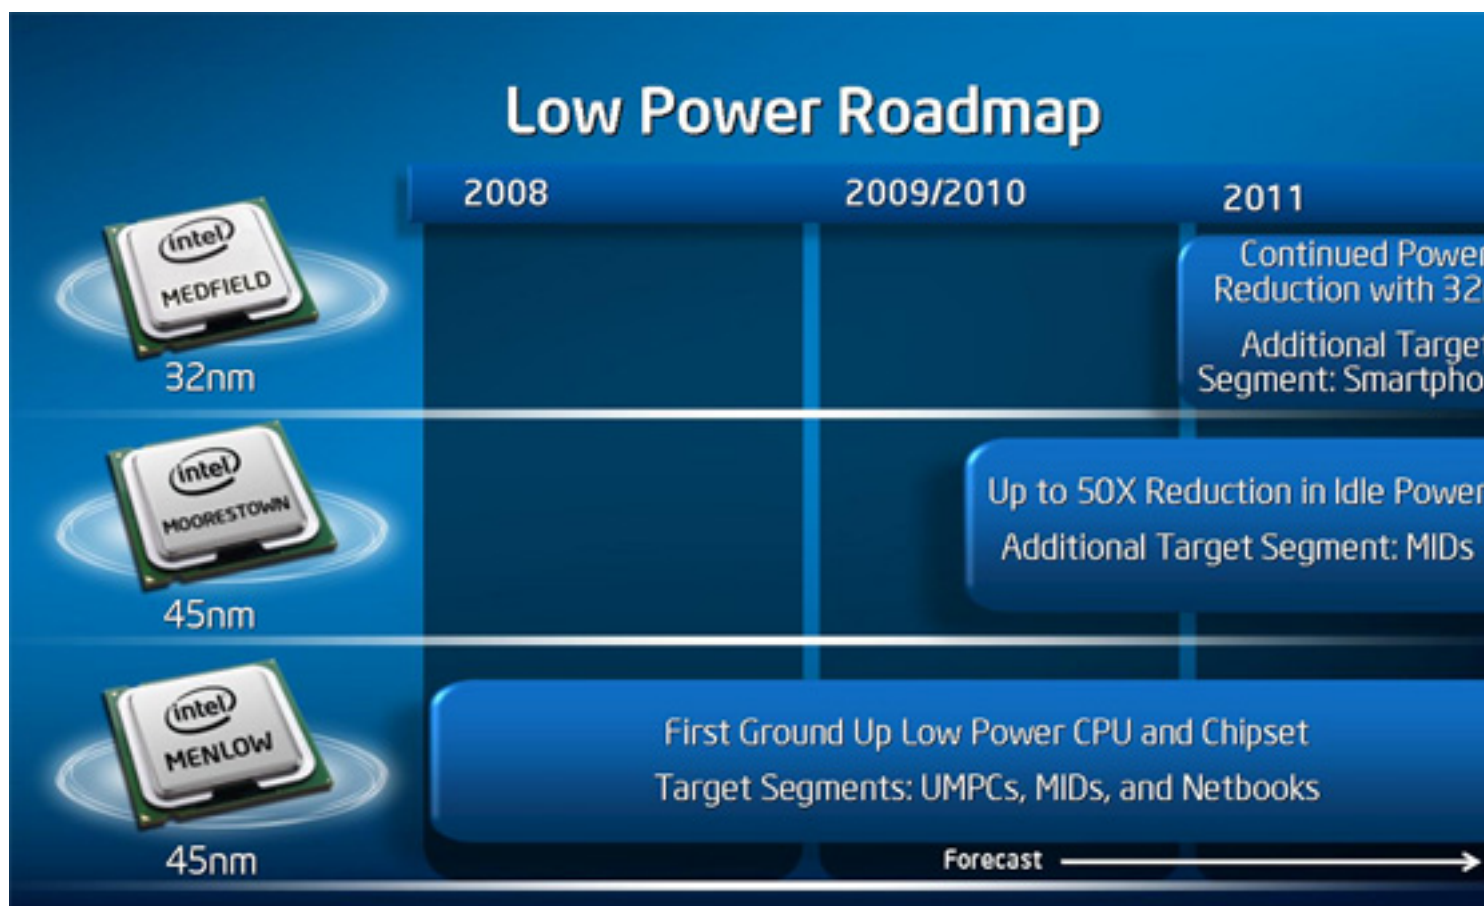 Low Power Roadmap
2008 2009/2010 2011
intel
MEDFIELD
32nm
Continued Power
Reduction with
Additional Target
Segment:
intel
MOORESTOWN
45nm
Up to 50X Reduction in Idle Power
Additional Target Segment: MIDs
intel
MENLOW
45nm
First Ground Up Low Power CPU and Chipset
Target Segments: UMPCs, MIDs, and Netbooks
Forecast